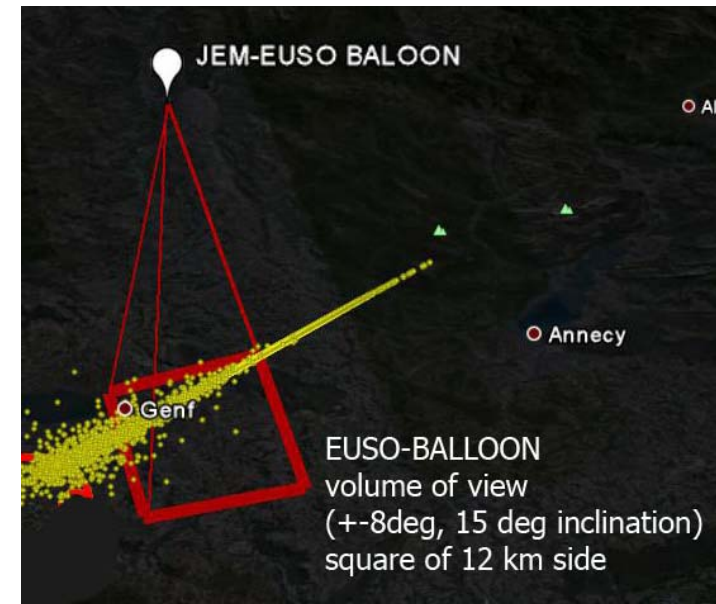 JEM-EUSO BALOON
Annecy
Genf
EUSO-BALLOON
volume of view
(+-8deg, 15 deg inclination)
square of 12 km side